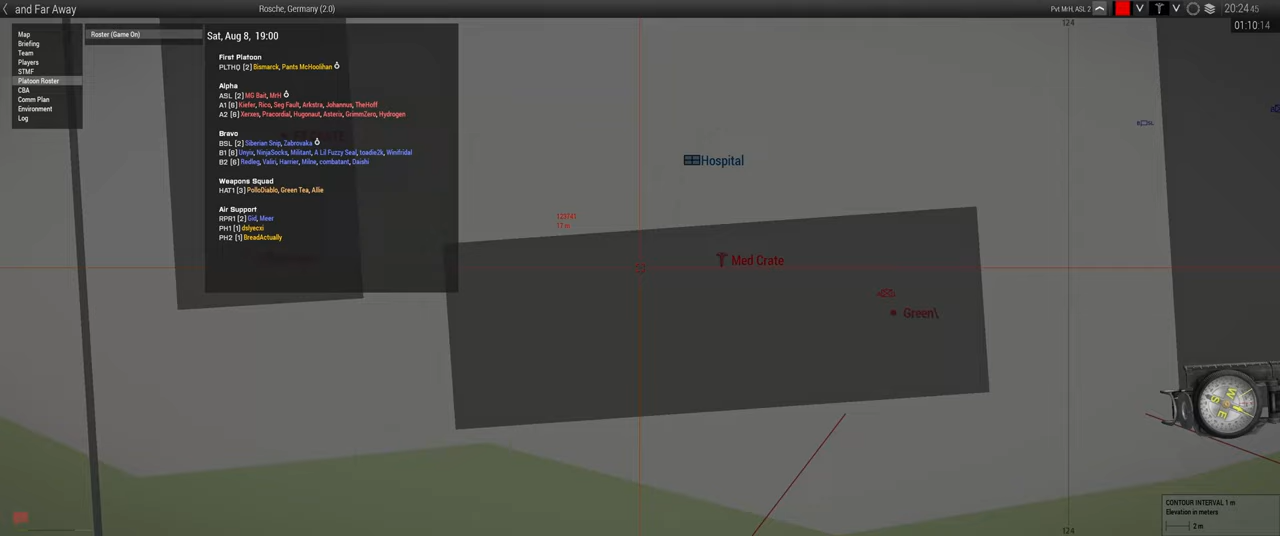 and Far Away
Rosche, Germany (2.0)
Pvt MrH, ASL 2
20:24 45
01:10:14
Map
Briefing
Team
Players
STMF
Platoon Roster
CBA
Comm Plan
Environment
Log
Roster (Game On)
Sat, Aug 8, 19:00
First Platoon
PLTHQ [2] Bismarck, Pants McHoolihan
Alpha
ASL [2] MG Bait, MrH
A1 [6] Kiefer, Rico, Seg Fault, Arkstra, Johannus, TheHoff
A2 [6] Xerxes, Pracordial, Hugonaut, Asterix, GrimmZero, Hydrogen
Bravo
BSL [2] Siberian Snip, Zabrovaka
B1 [6] Unyix, NinjaSocks, Militant, A Lil Fuzzy Seal, toadie2k, Winifridal
B2 [6] Redleg, Valiri, Harrier, Milne, combatant, Daishi
Weapons Squad
HAT1 [3] PolloDiablo, Green Tea, Allie
Air Support
RPR1 [2] Gid, Meer
PH1 [1] dslyecxi
PH2 [1] BreadActually
124
Hospital
123741
17 m
Med Crate
Green\
W
S
E
CONTOUR INTERVAL 1 m
Elevation in meters
2 m
124